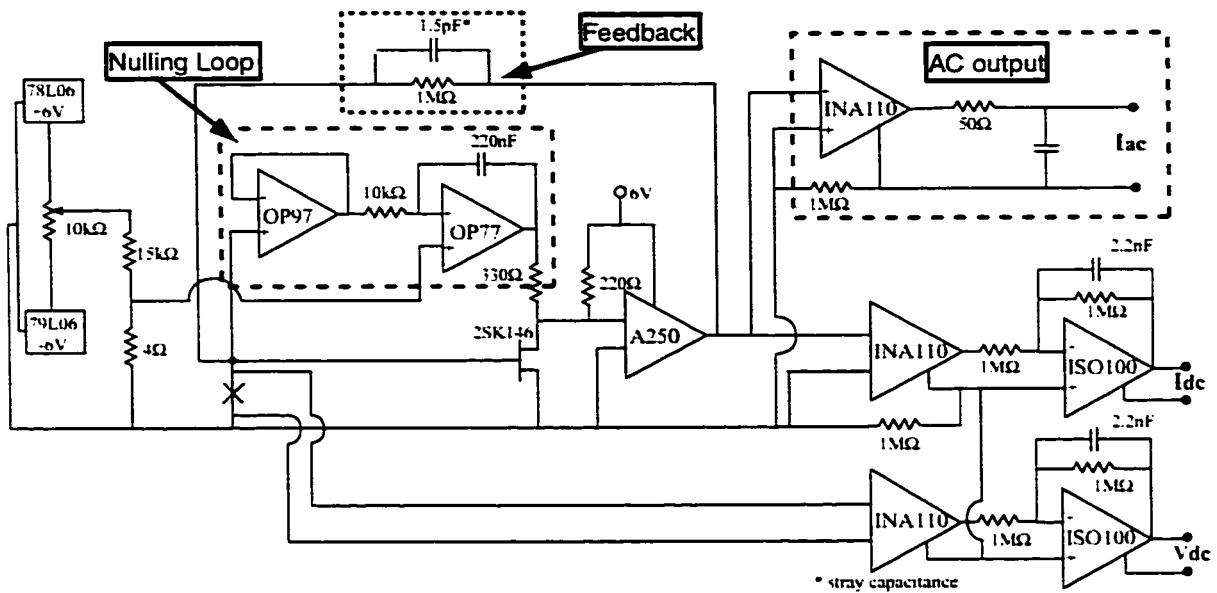 1.5pF*
1MΩ
Feedback
Nulling Loop
AC output
78L06
-6V
10kΩ
79L06
-6V
15kΩ
4Ω
OP97
10kΩ
220nF
OP77
330Ω
2SK146
6V
220Ω
A250
INA110
50Ω
1MΩ
Iac
INA110
1MΩ
1MΩ
2.2nF
1MΩ
ISO100
Idc
INA110
1MΩ
2.2nF
1MΩ
ISO100
Vdc
* stray capacitance